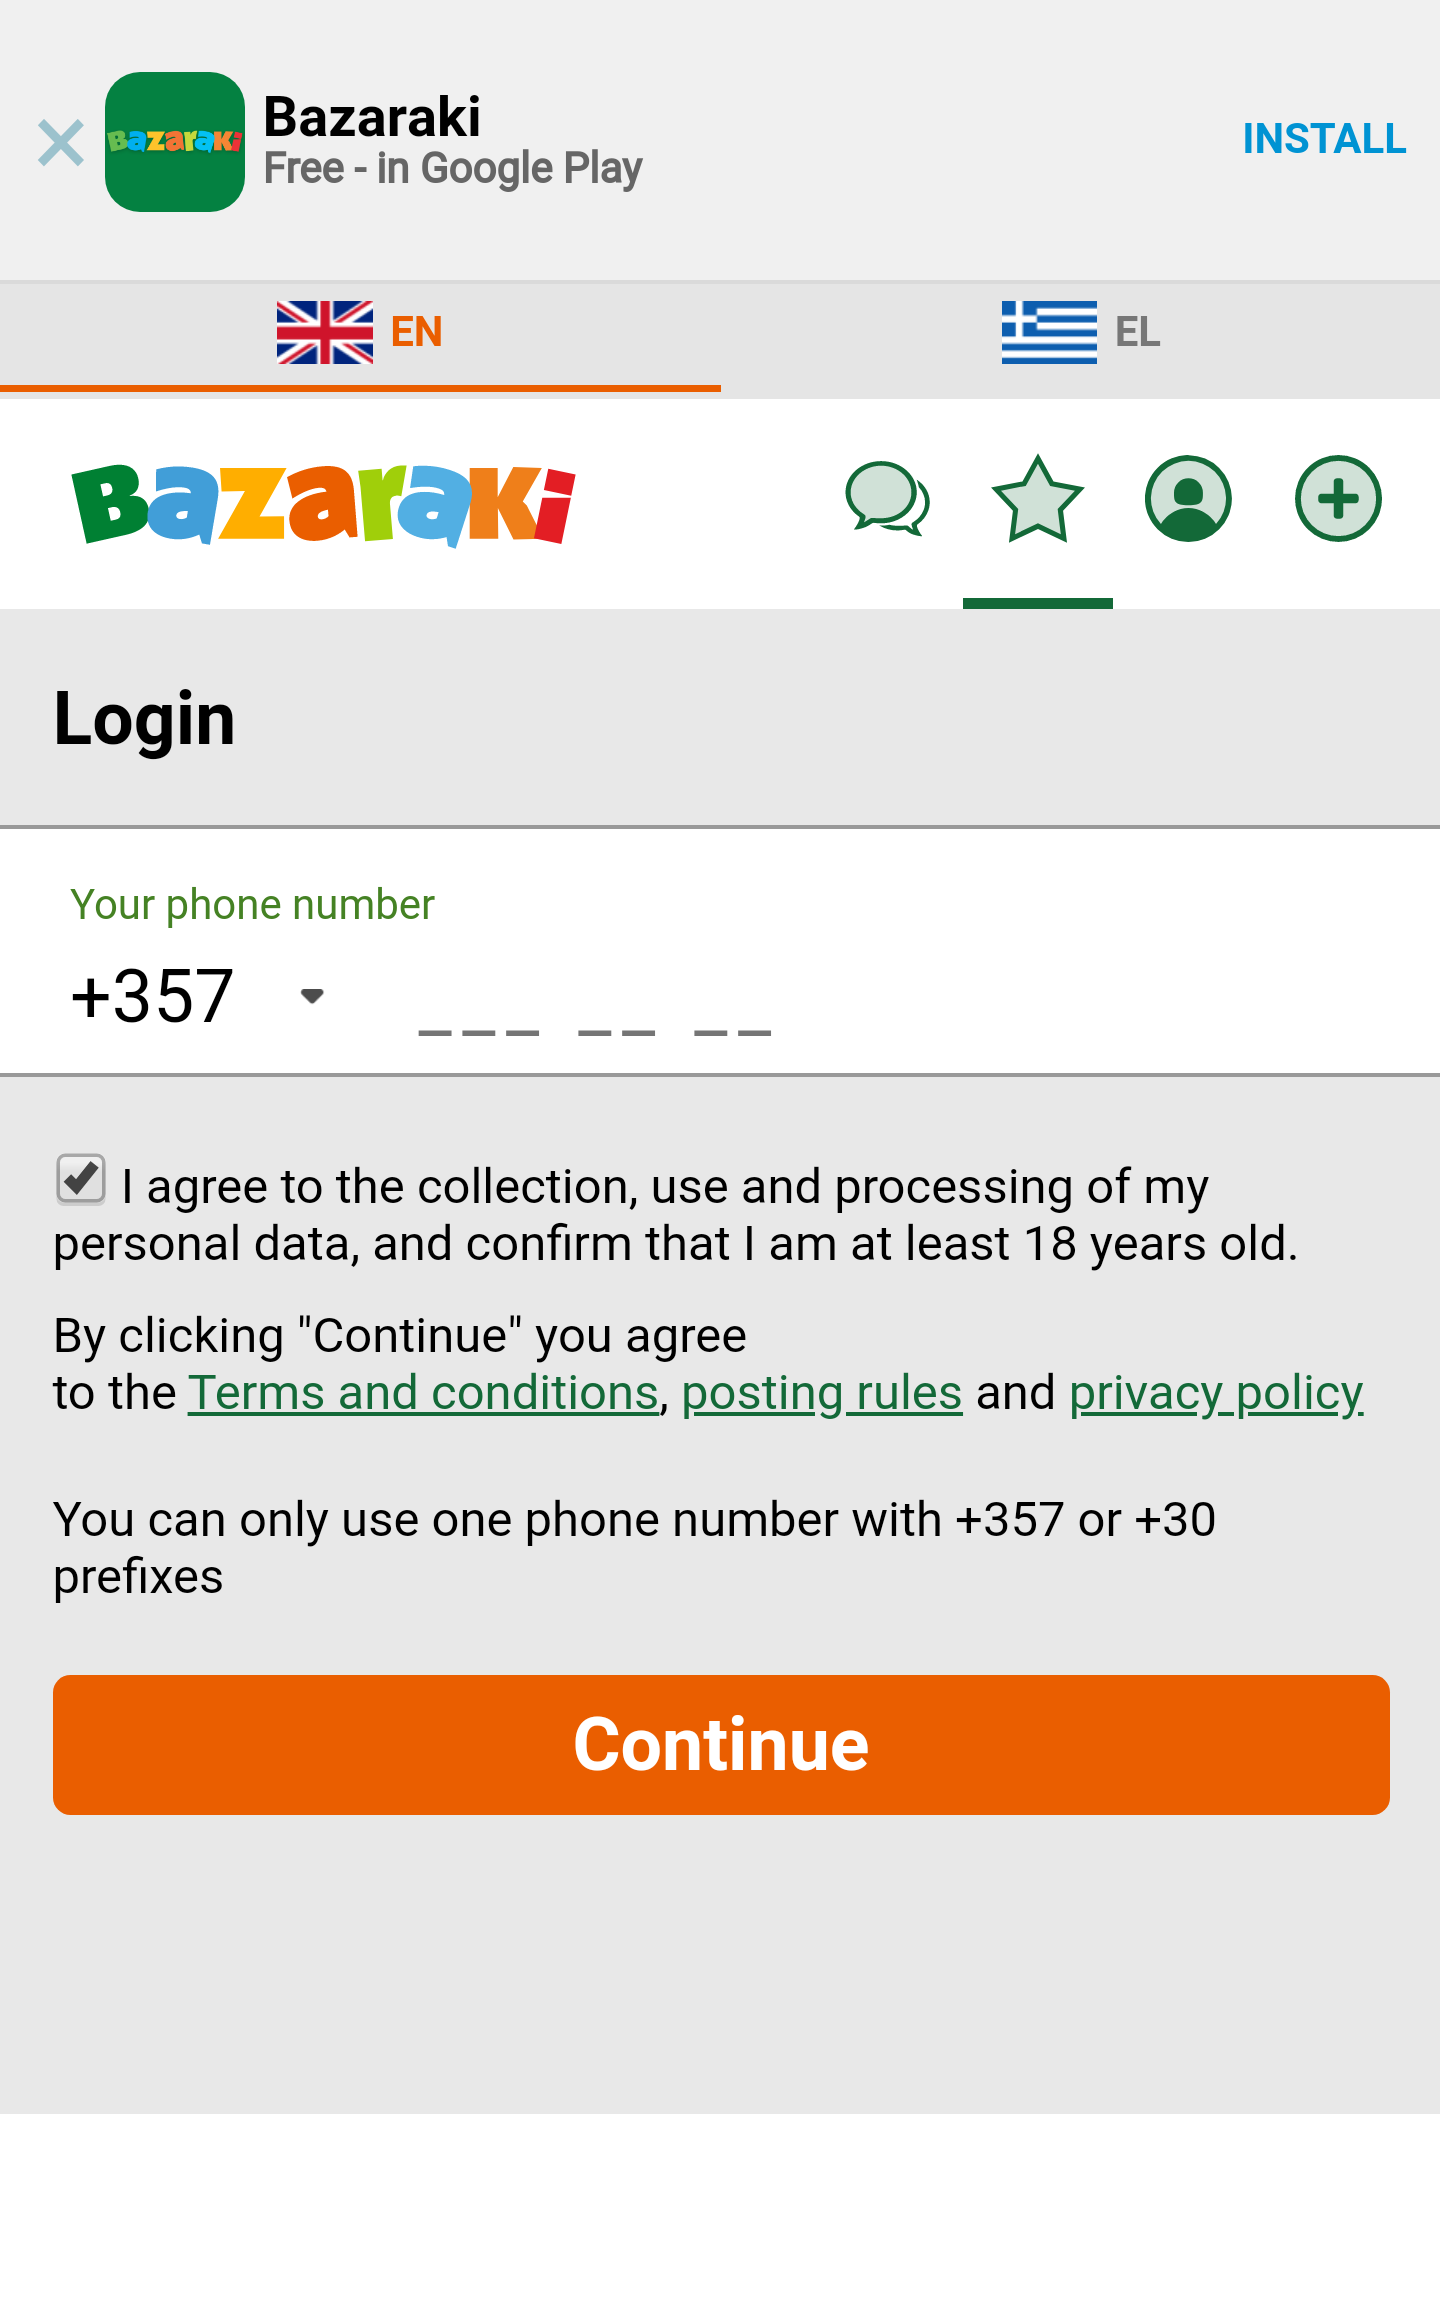 Bazaraki
Bazaraki
Free - in Google Play
INSTALL
EN
EL
Bazaraki
Login
Your phone number
+357
_ _ _  _ _  _ _
I agree to the collection, use and processing of my
personal data, and confirm that I am at least 18 years old.
By clicking "Continue" you agree
to the Terms and conditions, posting rules and privacy policy
You can only use one phone number with +357 or +30
prefixes
Continue